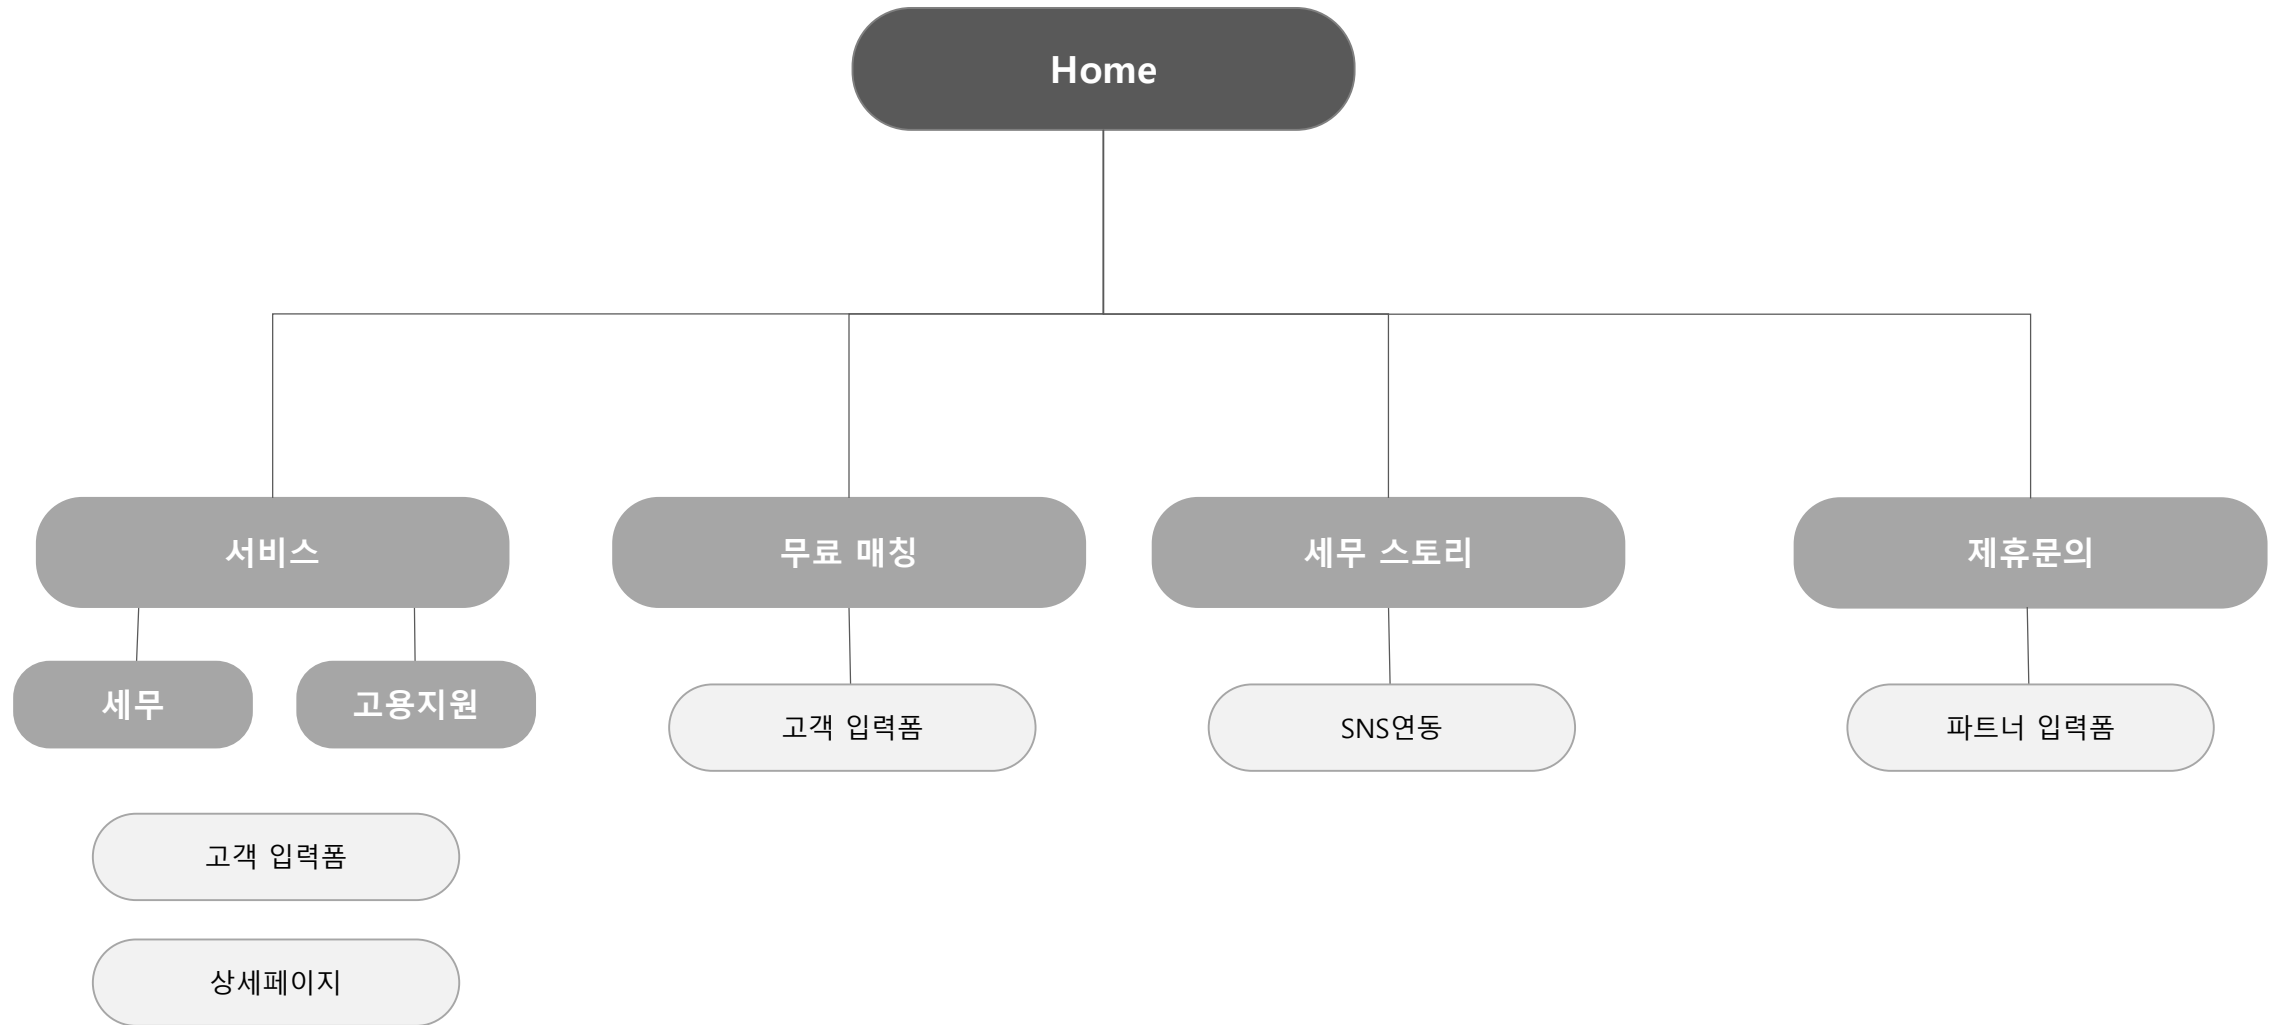 Home
서비스
무료 매칭
세무 스토리
제휴문의
세무
고용지원
고객 입력폼
SNS연동
파트너 입력폼
고객 입력폼
상세페이지